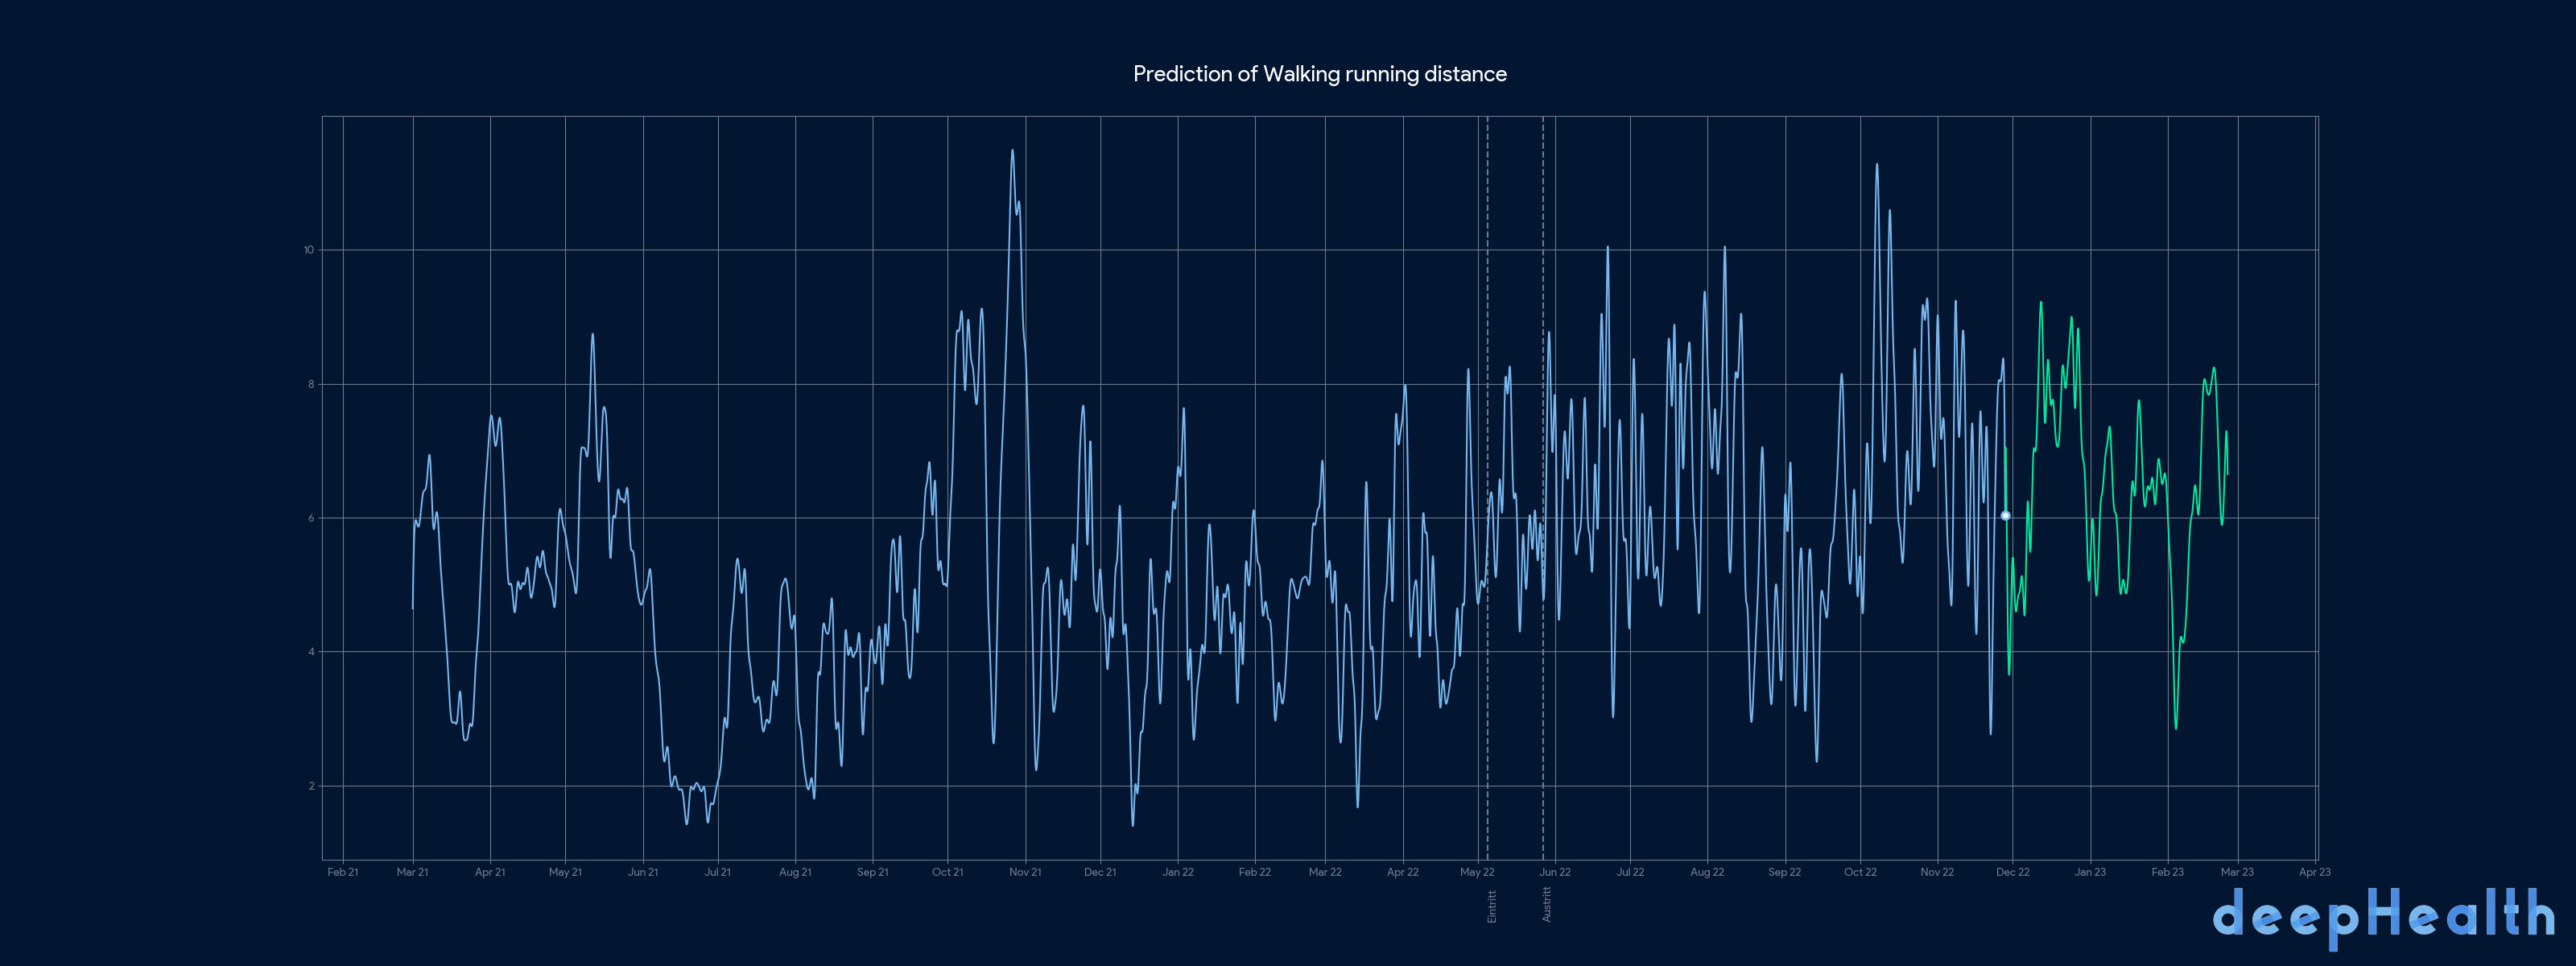 Prediction of Walking running distance
10
8
6
4
2
Feb 21 Mar 21 Apr 21 May 21 Jun 21 Jul 21 Aug 21 Sep 21 Oct 21 Nov 21 Dec 21 Jan 22 Feb 22 Mar 22 Apr 22 May 22 Jun 22 Jul 22 Aug 22 Sep 22 Oct 22 Nov 22 Dec 22 Jan 23 Feb 23 Mar 23 Apr 23
Eintritt
Austritt
deepHealth